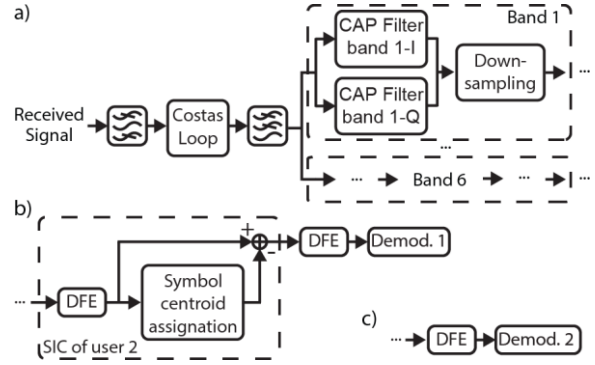 a)
Band 1
CAP Filter
band 1-I
CAP Filter
band 1-Q
Down-
sampling
...
Received
Signal
Costas
Loop
...
...
Band 6
...
...
b)
+
-
DFE
Demod. 1
...
DFE
Symbol
centroid
assignation
SIC of user 2
c)
...
DFE
Demod. 2